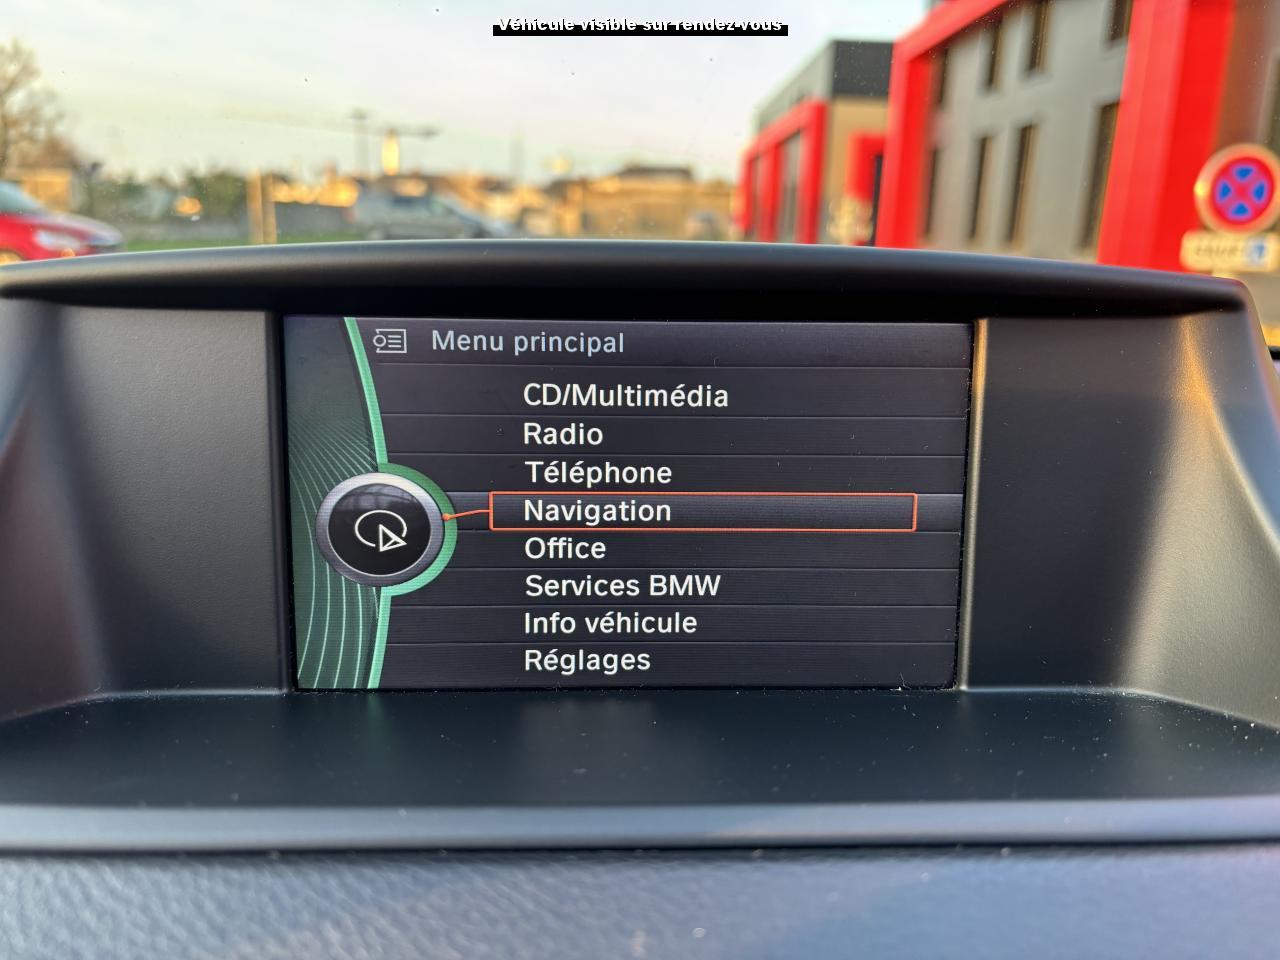 Véhicule visible sur rendez-vous
Menu principal
CD/Multimédia
Radio
Téléphone
Navigation
Office
Services BMW
Info véhicule
Réglages